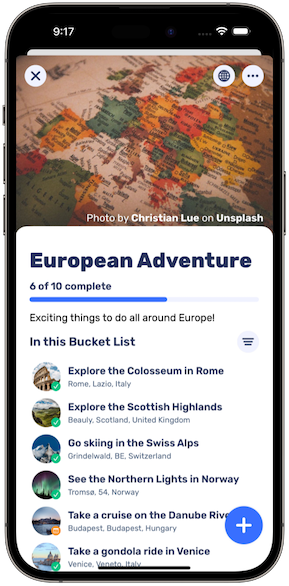 9:17
Photo by Christian Lue on Unsplash
European Adventure
6 of 10 complete
Exciting things to do all around Europe!
In this Bucket List
Explore the Colosseum in Rome
Rome, Lazio, Italy
Explore the Scottish Highlands
Beauly, Scotland, United Kingdom
Go skiing in the Swiss Alps
Grindelwald, BE, Switzerland
See the Northern Lights in Norway
Tromsø, 54, Norway
Take a cruise on the Danube
Budapest, Budapest, Hungary
Take a gondola ride in Venice
Venice, Veneto, Italy